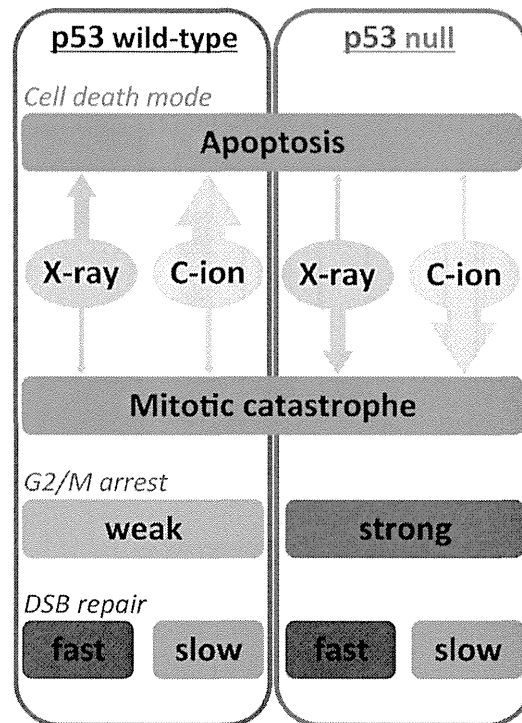 p53 wild-type p53 null
Cell death mode
Apoptosis
X-ray C-ion X-ray C-ion
Mitotic catastrophe
G2/M arrest
weak strong
DSB repair
fast slow fast slow